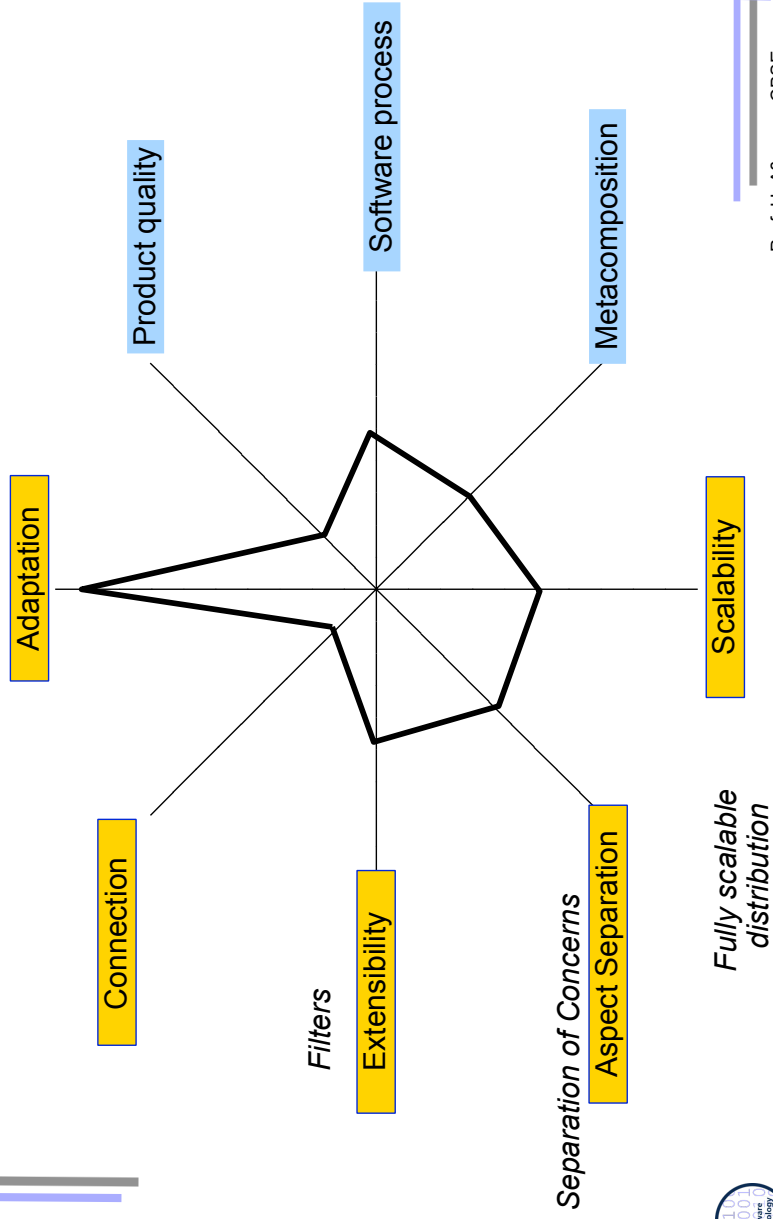 Adaptation
Connection
Product quality
Filters
Extensibility
Software process
Separation of Concerns
Aspect Separation
Metacomposition
Scalability
Fully scalable
distribution